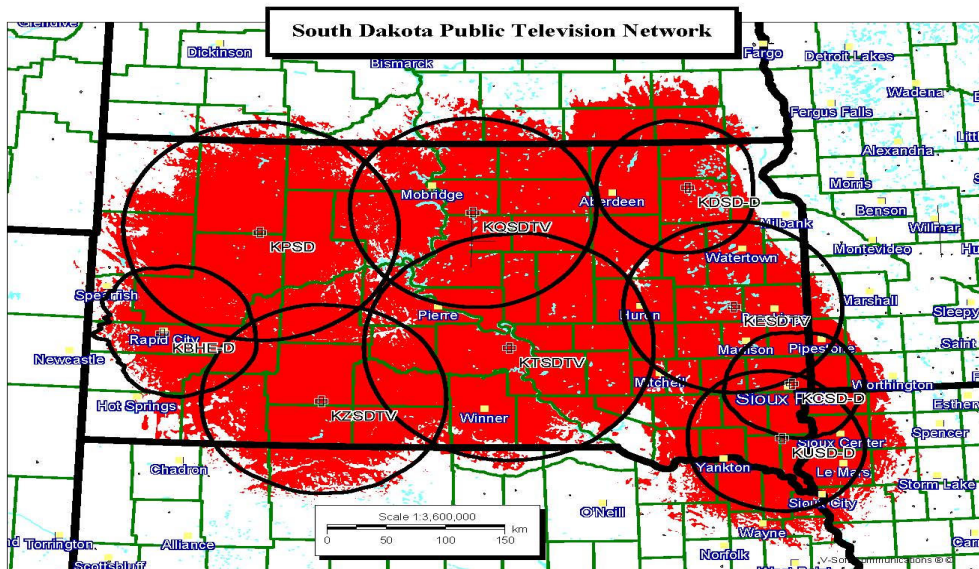 South Dakota Public Television Network
Dickinson
Bismarck
Fargo
Detroit Lakes
Wadena
Fergus Falls
Alexandria
Mobridge
Aberdeen
KDSD-D
Morris
Benson
Willmar
KPSD
KQSDTV
Milbank
Montevideo
Watertown
Spearfish
Pierre
Huron
KESDTV
Marshall
Sleepy
Rapid City
KBHE-D
Newcastle
KTSDTV
Madison
Pipestone
Saint
Hot Springs
KZSDTV
Winner
Mitchell
Sioux
KCSD-D
Worthington
Spencer
Sioux Center
KUSD-D
Chadron
Yankton
Le Mars
Storm Lake
Sioux City
Scale 1:3,600,000
0 50 100 150 km
O'Neill
Wayne
Torrington
Alliance
Norfolk
Scottsbluff